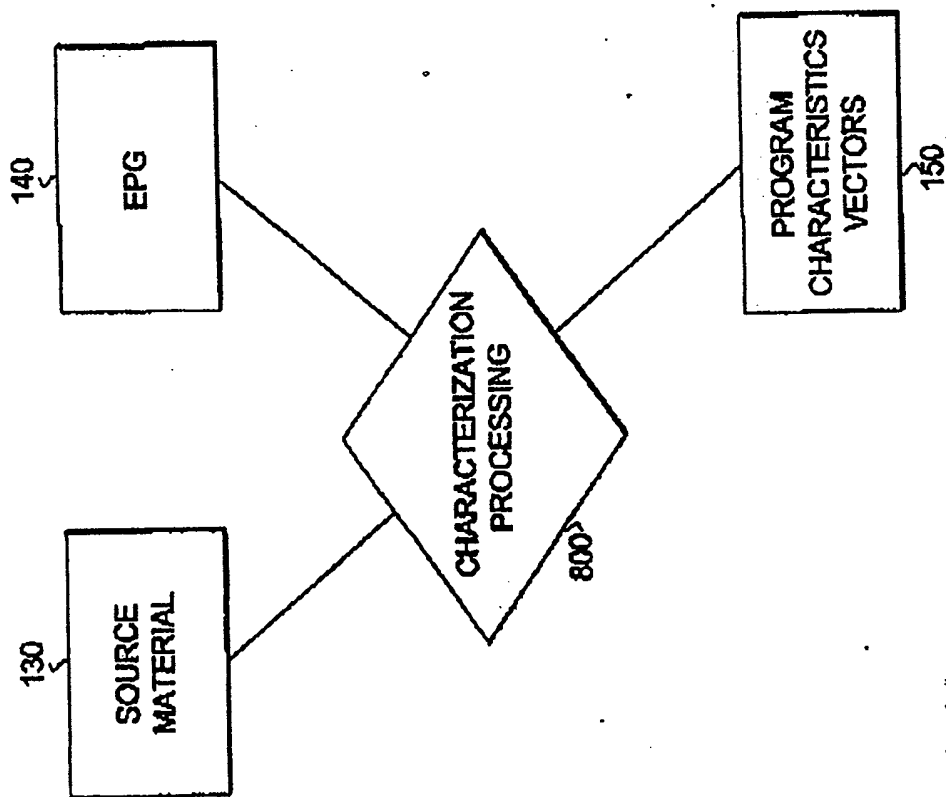 130
SOURCE
MATERIAL
140
EPG
CHARACTERIZATION
PROCESSING
800
PROGRAM
CHARACTERISTICS
VECTORS
150